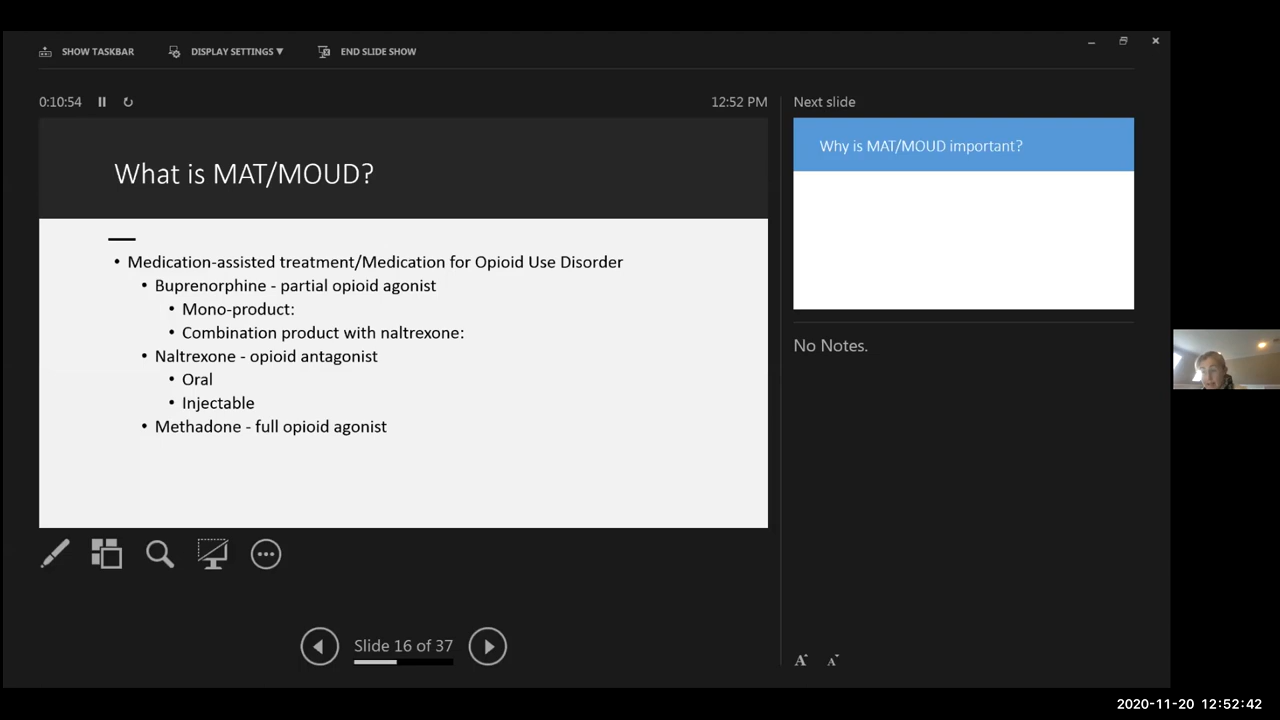 SHOW TASKBAR
DISPLAY SETTINGS ▼
END SLIDE SHOW
0:10:54
12:52 PM
Next slide
What is MAT/MOUD?
• Medication-assisted treatment/Medication for Opioid Use Disorder
• Buprenorphine - partial opioid agonist
• Mono-product:
• Combination product with naltrexone:
• Naltrexone - opioid antagonist
• Oral
• Injectable
• Methadone - full opioid agonist
Why is MAT/MOUD important?
No Notes.
Slide 16 of 37
A A
2020-11-20 12:52:42